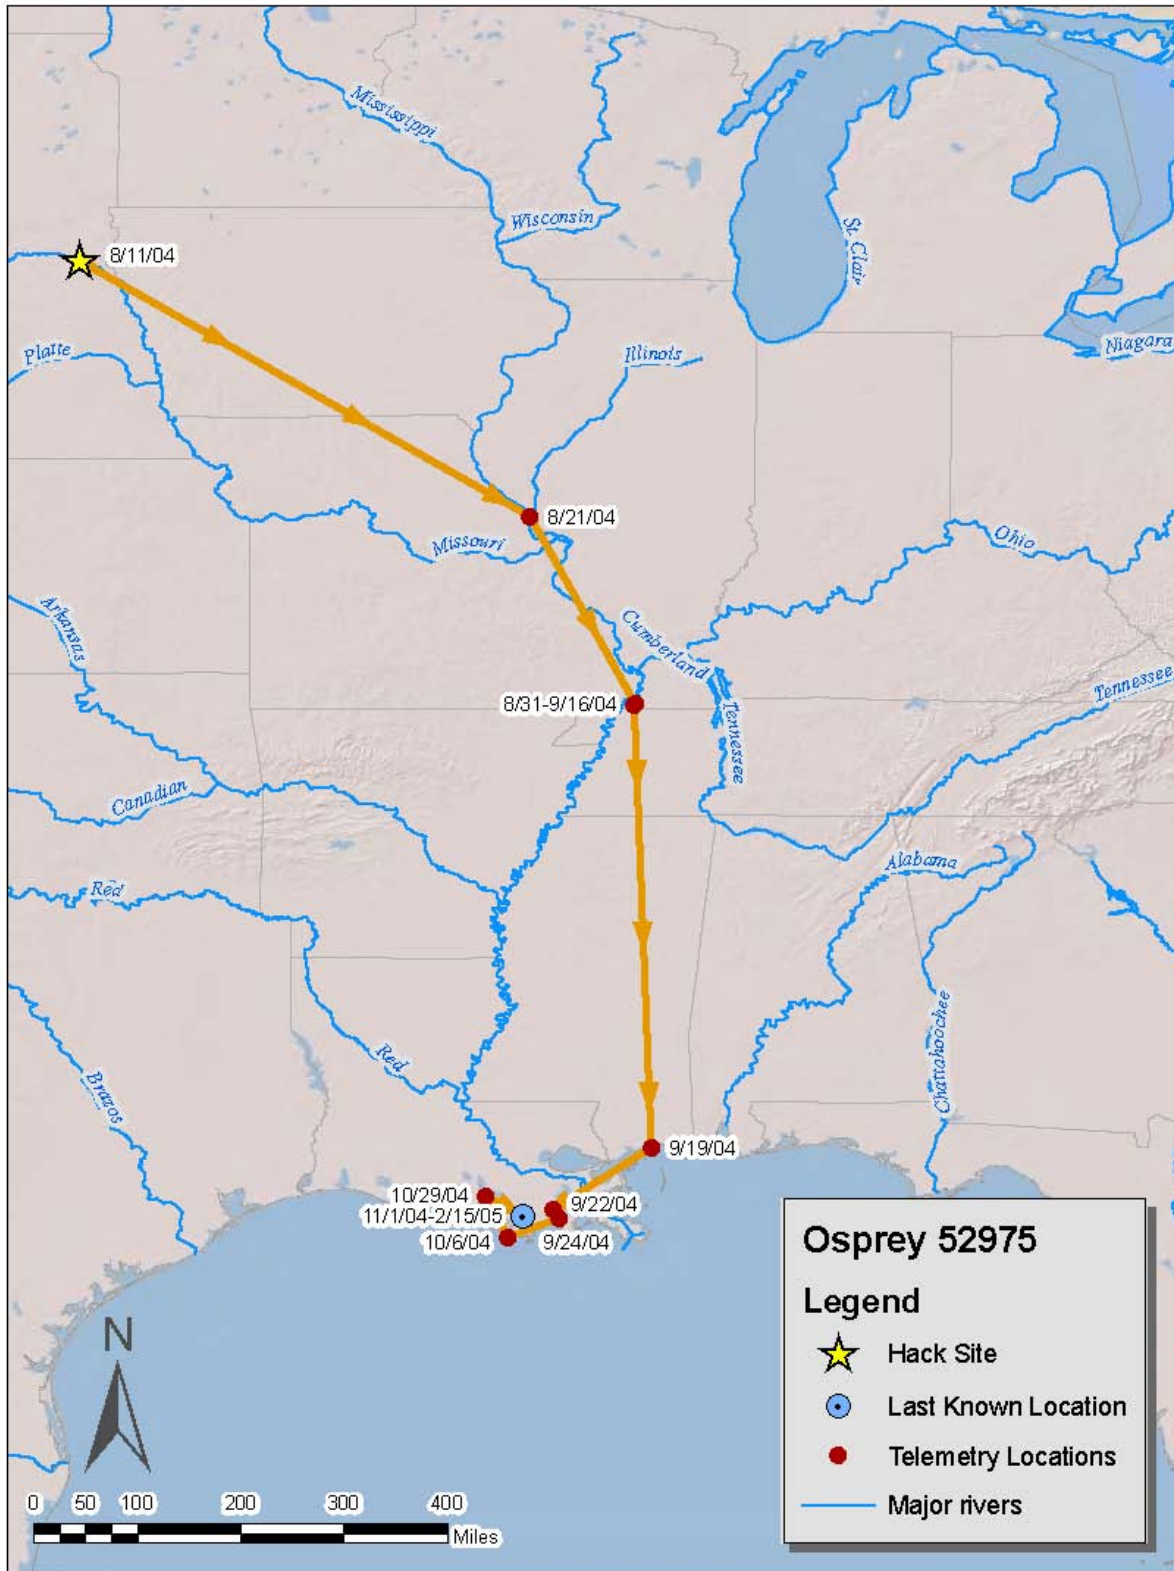 Mississippi
Wisconsin
St. Clair
8/11/04
Platte
Illinois
Niagara
8/21/04
Missouri
Ohio
Arkansas
Cumberland
Tennessee
8/31-9/16/04
Tennessee
Canadian
Alabama
Red
Chattahoochee
Brazos
Red
9/19/04
10/29/04
9/22/04
11/1/04-2/15/05
10/6/04
9/24/04
Osprey 52975
Legend
Hack Site
Last Known Location
Telemetry Locations
Major rivers
N
0 50 100 200 300 400
Miles